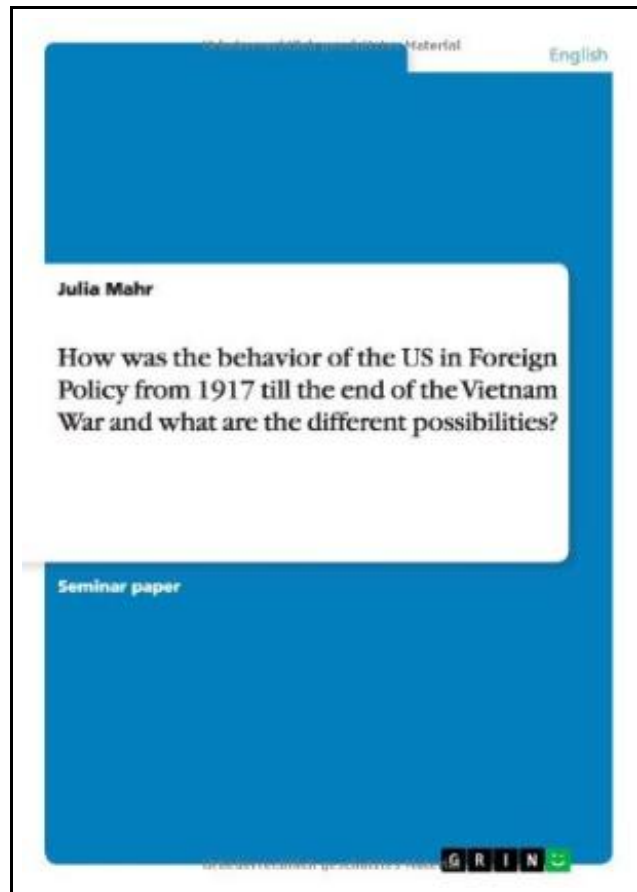 Material
English
Julia Mahr
How was the behavior of the US in Foreign
Policy from 1917 till the end of the Vietnam
War and what are the different possibilities?
Seminar paper
GRIN